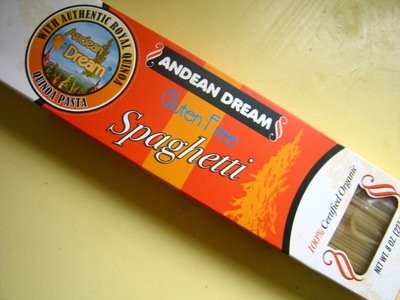 WITH AUTHENTIC ROYAL QUINOA
Andean
Dream
QUINOA PASTA
ANDEAN DREAM
Gluten Free
Spaghetti
100% Certified Organic
NET WT. 8 OZ. (227